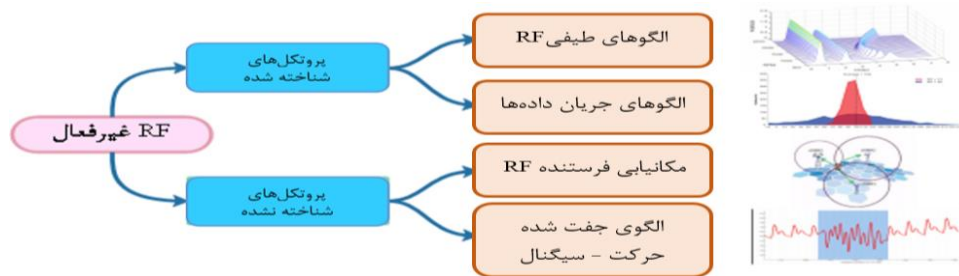 RF غیرفعال
پروتکل‌های
شناخته شده
الگوهای طیفی RF
الگوهای جریان داده‌ها
پروتکل‌های
شناخته نشده
مکانیابی فرستنده RF
الگوی جفت شده
حرکت - سیگنال